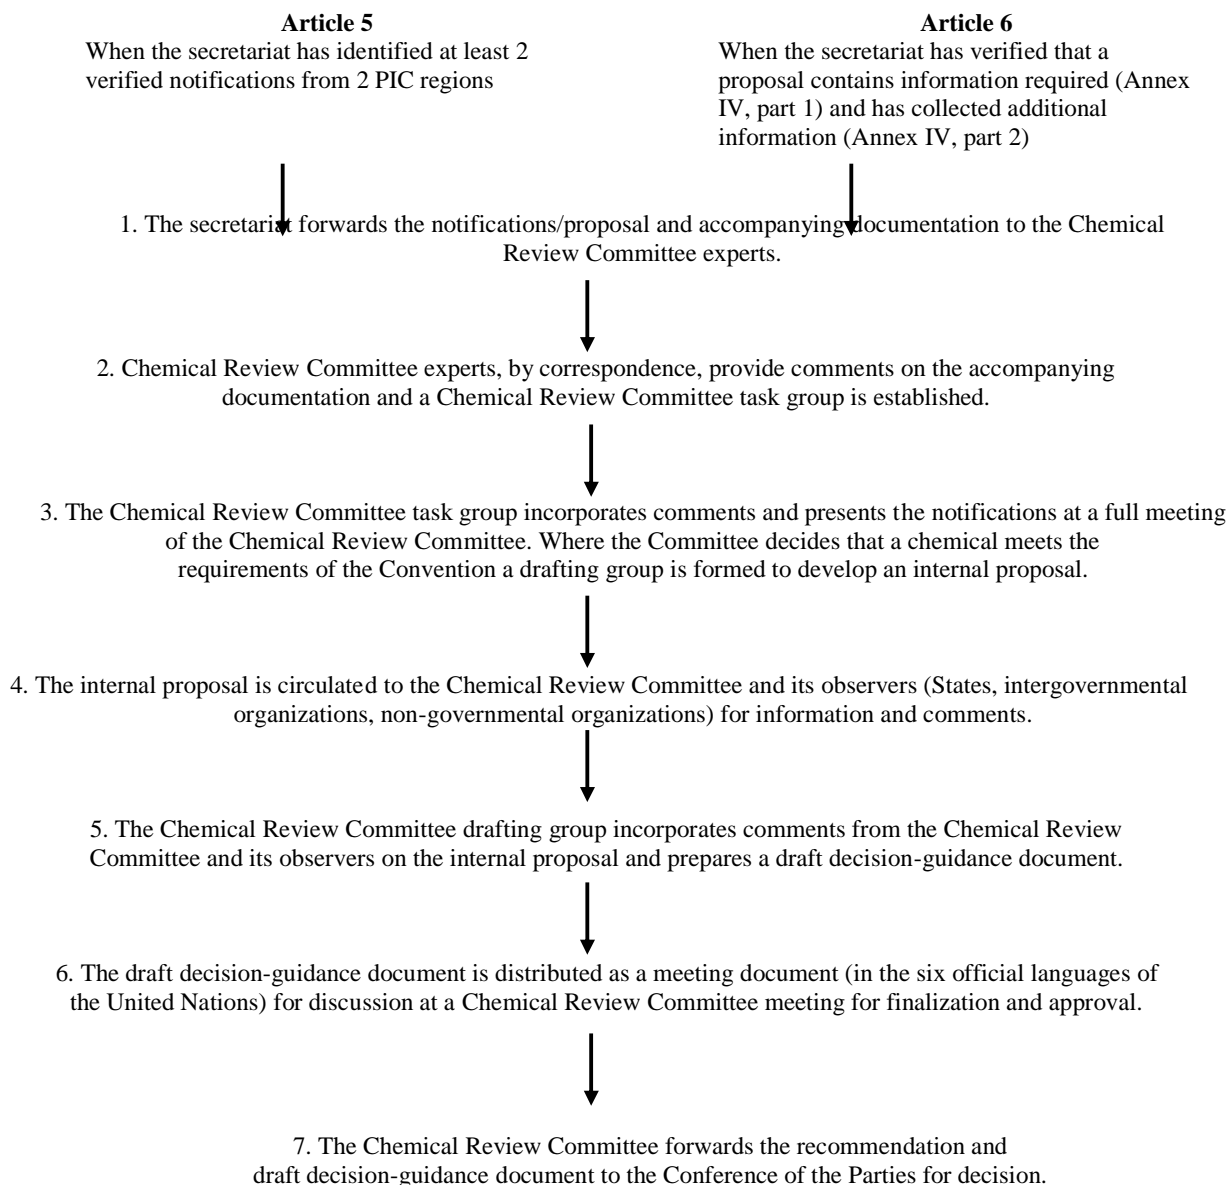 Article 5
When the secretariat has identified at least 2
verified notifications from 2 PIC regions
Article 6
When the secretariat has verified that a
proposal contains information required (Annex
IV, part 1) and has collected additional
information (Annex IV, part 2)
1. The secretariat forwards the notifications/proposal and accompanying documentation to the Chemical
Review Committee experts.
2. Chemical Review Committee experts, by correspondence, provide comments on the accompanying
documentation and a Chemical Review Committee task group is established.
3. The Chemical Review Committee task group incorporates comments and presents the notifications at a full meeting
of the Chemical Review Committee. Where the Committee decides that a chemical meets the
requirements of the Convention a drafting group is formed to develop an internal proposal.
4. The internal proposal is circulated to the Chemical Review Committee and its observers (States, intergovernmental
organizations, non-governmental organizations) for information and comments.
5. The Chemical Review Committee drafting group incorporates comments from the Chemical Review
Committee and its observers on the internal proposal and prepares a draft decision-guidance document.
6. The draft decision-guidance document is distributed as a meeting document (in the six official languages of
the United Nations) for discussion at a Chemical Review Committee meeting for finalization and approval.
7. The Chemical Review Committee forwards the recommendation and
draft decision-guidance document to the Conference of the Parties for decision.